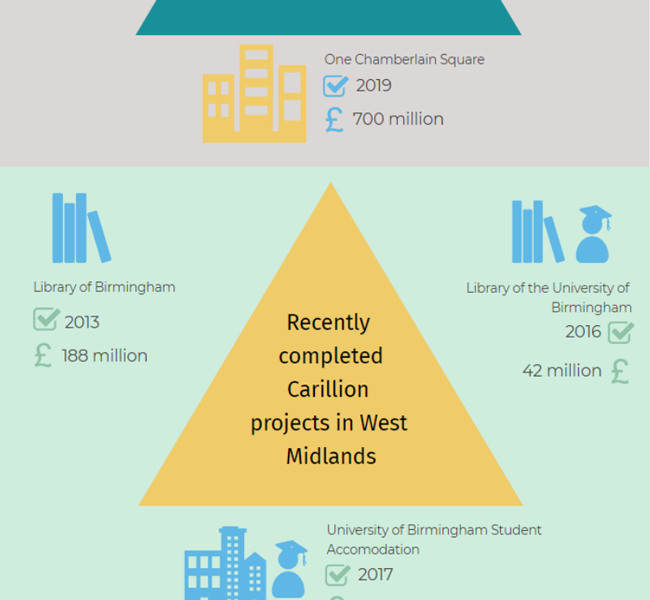 One Chamberlain Square
2019
£ 700 million
Library of Birmingham
2013
£ 188 million
Library of the University of
Birmingham
2016
42 million £
Recently
completed
Carillion
projects in West
Midlands
University of Birmingham Student
Accomodation
2017